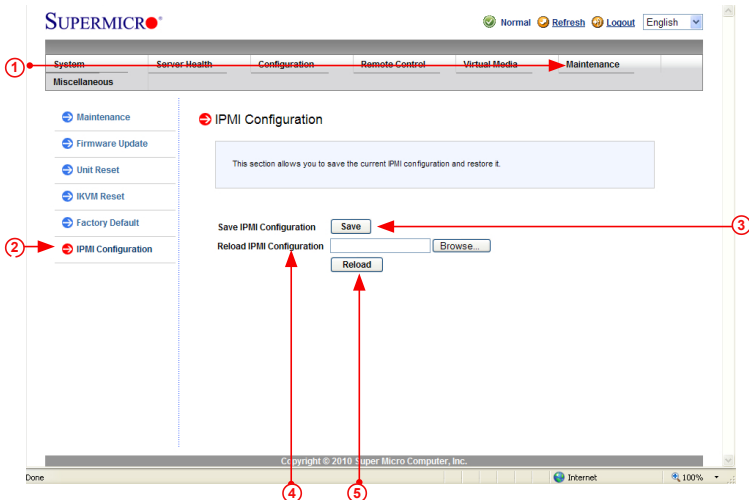 SUPERMICR®
Normal Refresh Logout English
System Server Health Configuration Remote Control Virtual Media Maintenance
1
Miscellaneous
Maintenance
IPMI Configuration
Firmware Update
This section allows you to save the current IPMI configuration and restore it.
Unit Reset
IKVM Reset
Factory Default
Save IPMI Configuration Save
3
2
IPMI Configuration
Reload IPMI Configuration Browse...
Reload
Copyright © 2010 Super Micro Computer, Inc.
Done Internet 100%
4 5